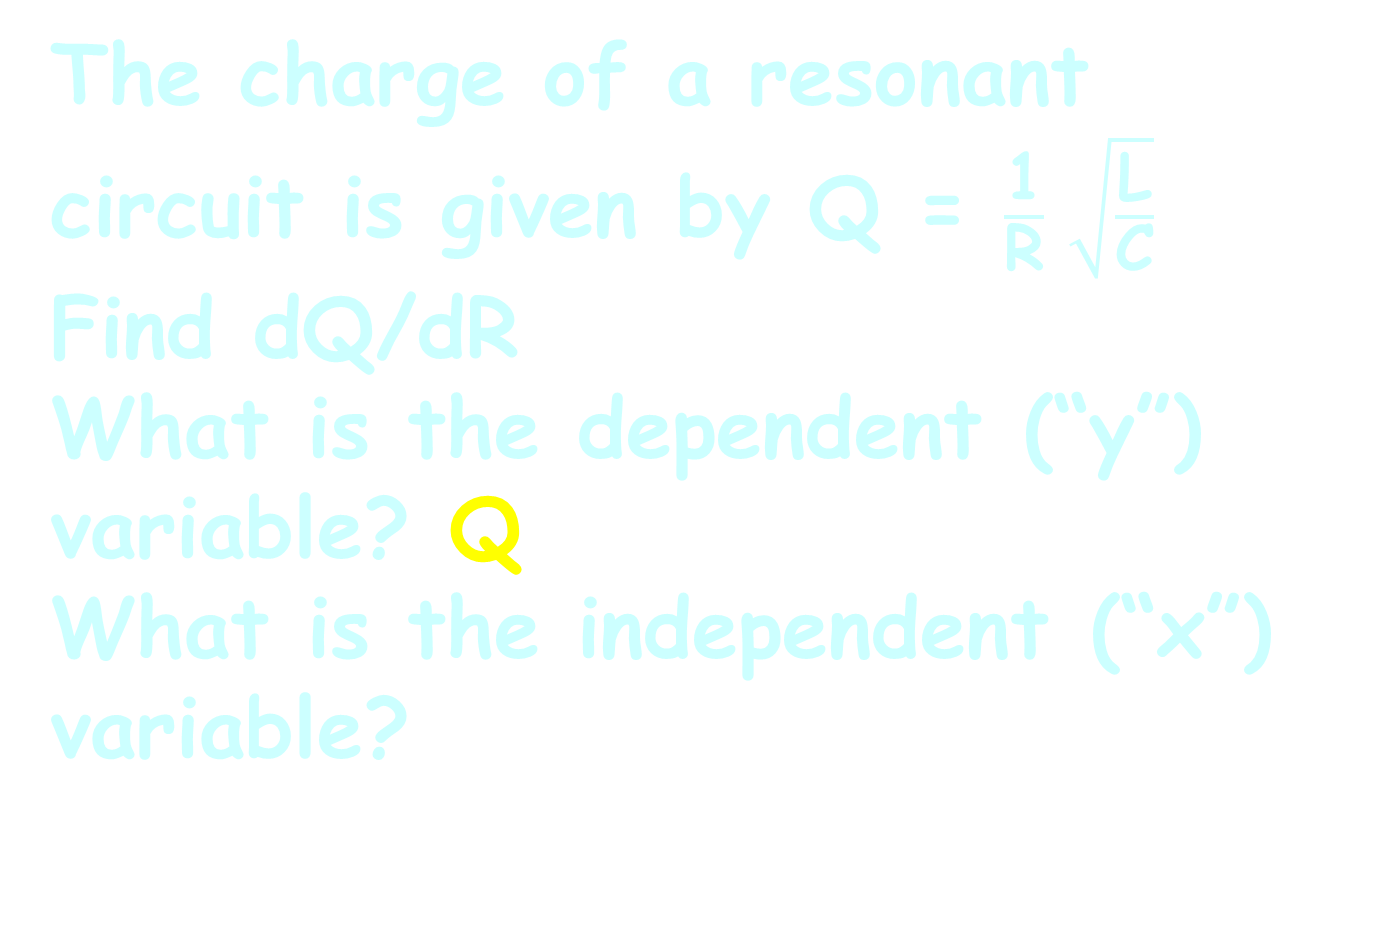 The charge of a resonant
circuit is given by Q = 1/R √(L/C)
Find dQ/dR
What is the dependent (“y”)
variable? Q
What is the independent (“x”)
variable?